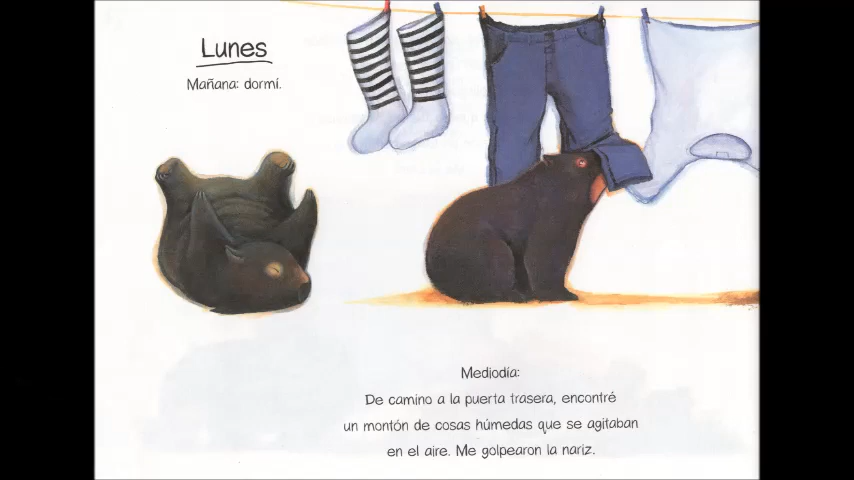 Lunes
Mañana: dormí.
Mediodía:
De camino a la puerta trasera, encontré
un montón de cosas húmedas que se agitaban
en el aire. Me golpearon la nariz.